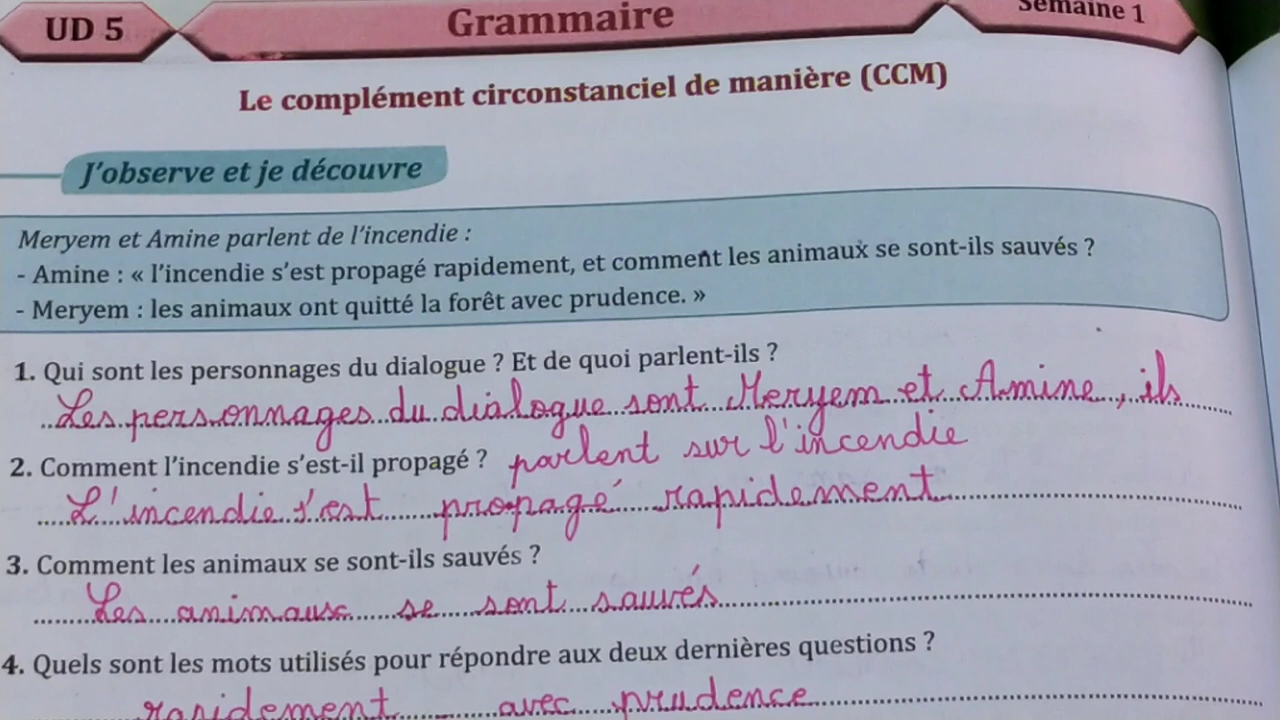 UD 5
Grammaire
Semaine 1
Le complément circonstanciel de manière (CCM)
J'observe et je découvre
Meryem et Amine parlent de l'incendie :
- Amine : « l'incendie s'est propagé rapidement, et comment les animaux se sont-ils sauvés ?
- Meryem : les animaux ont quitté la forêt avec prudence. »
1. Qui sont les personnages du dialogue ? Et de quoi parlent-ils ?
Les personnages du dialogue sont Meryem et Amine, ils
parlent sur l'incendie
2. Comment l'incendie s'est-il propagé ?
L'incendie s'est propagé rapidement
3. Comment les animaux se sont-ils sauvés ?
Les animaux se sont sauvés
4. Quels sont les mots utilisés pour répondre aux deux dernières questions ?
rapidement avec prudence